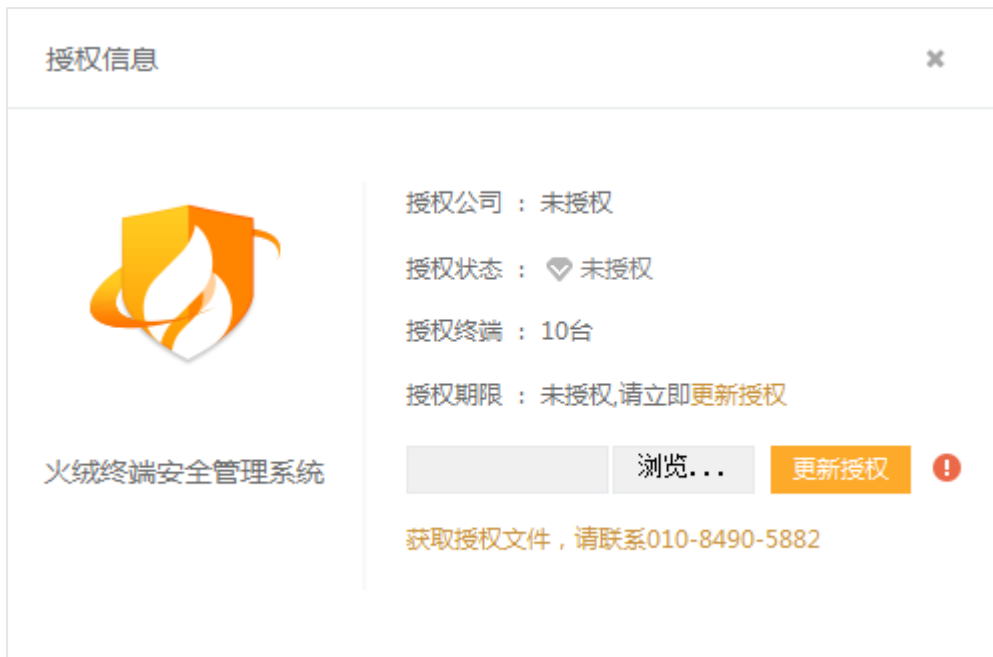 授权信息
授权公司 : 未授权
授权状态 : 未授权
授权终端 : 10台
授权期限 : 未授权,请立即更新授权
火绒终端安全管理系统
浏览... 更新授权
获取授权文件，请联系010-8490-5882